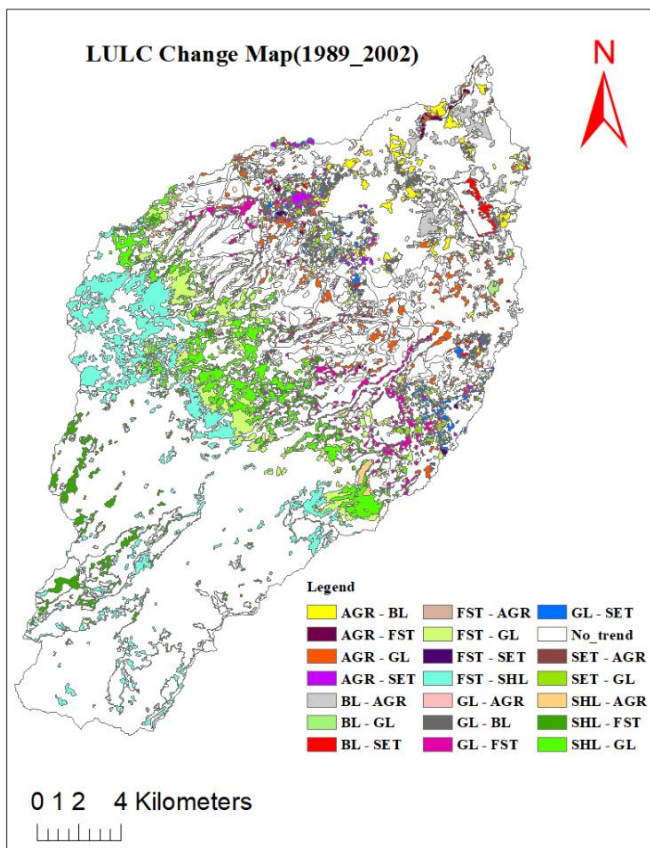 LULC Change Map(1989_2002)
N
Legend
AGR - BL FST - AGR GL - SET
AGR - FST FST - GL No_trend
AGR - GL FST - SET SET - AGR
AGR - SET FST - SHL SET - GL
BL - AGR GL - AGR SHL - AGR
BL - GL GL - BL SHL - FST
BL - SET GL - FST SHL - GL
0 1 2 4 Kilometers